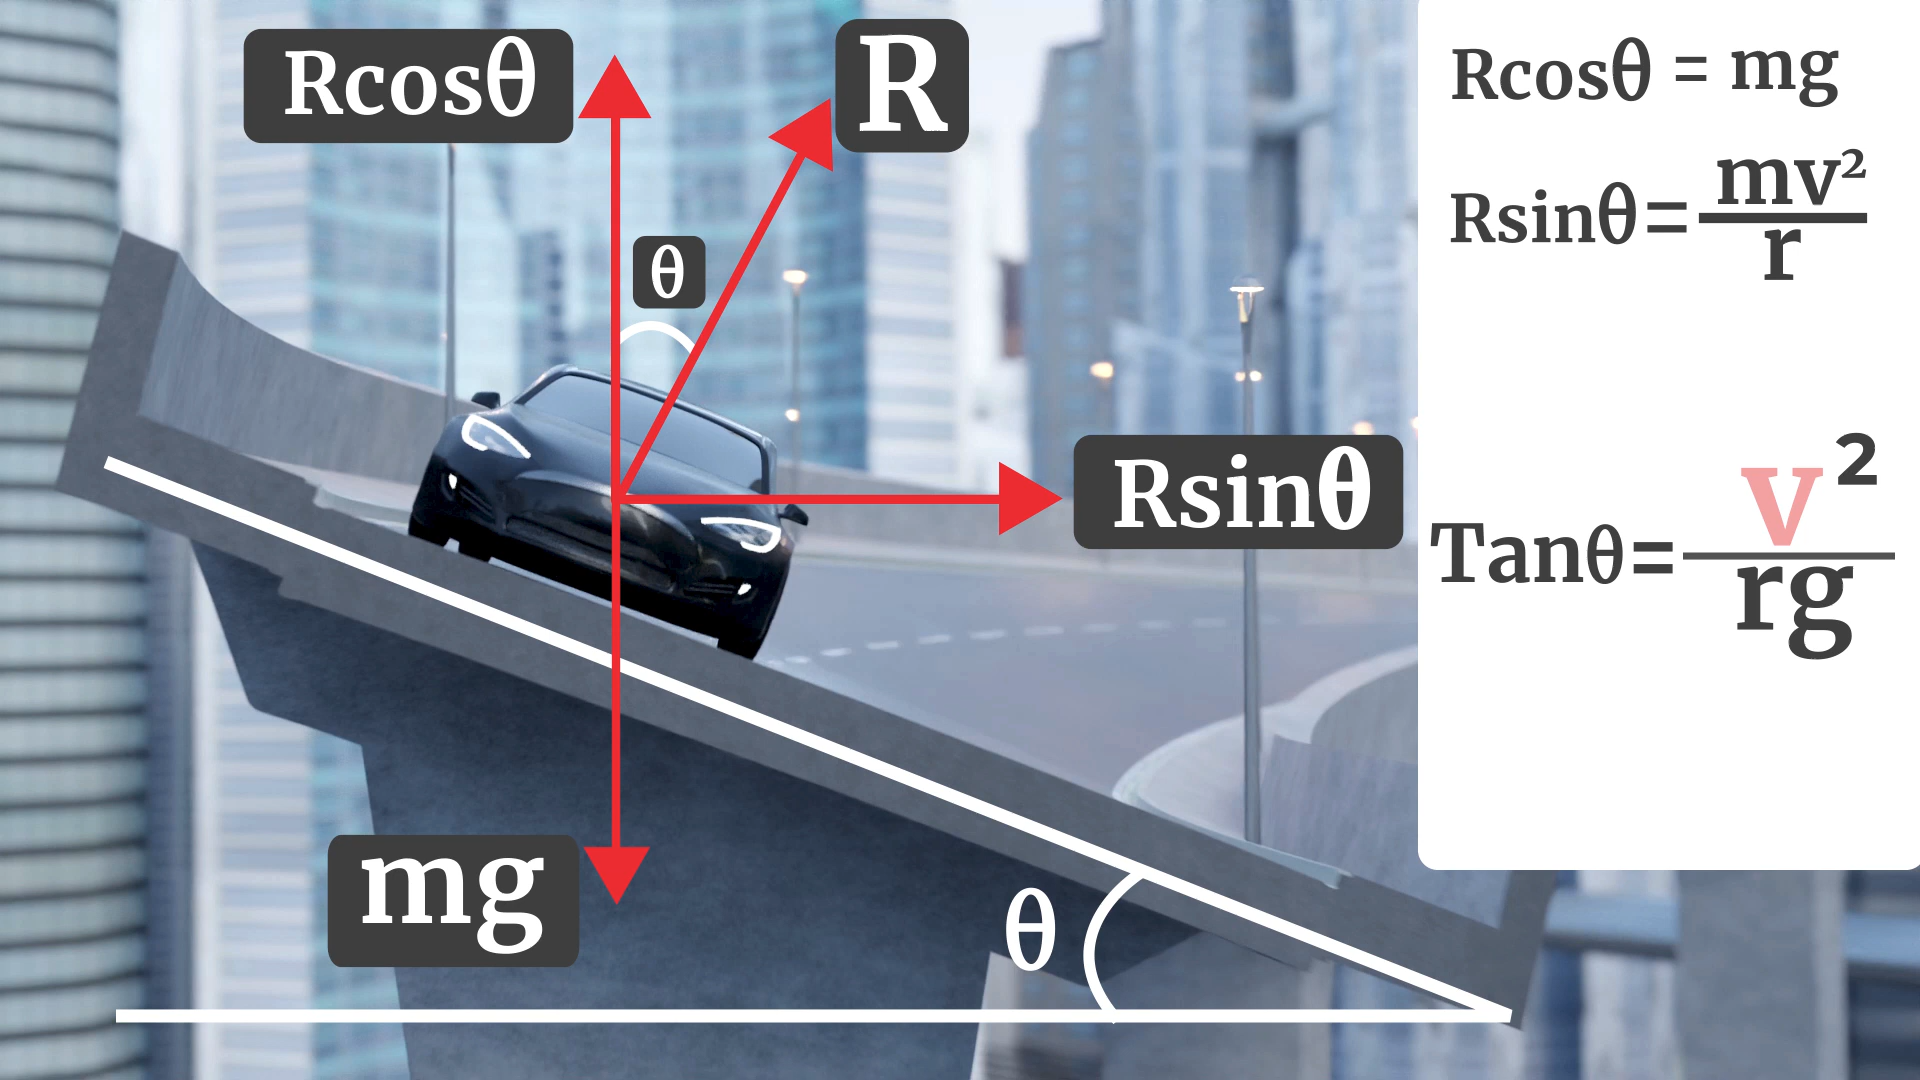 Rcosθ
R
θ
Rsinθ
mg
θ
Rcosθ = mg
Rsinθ = mv²/r
Tanθ = v²/rg